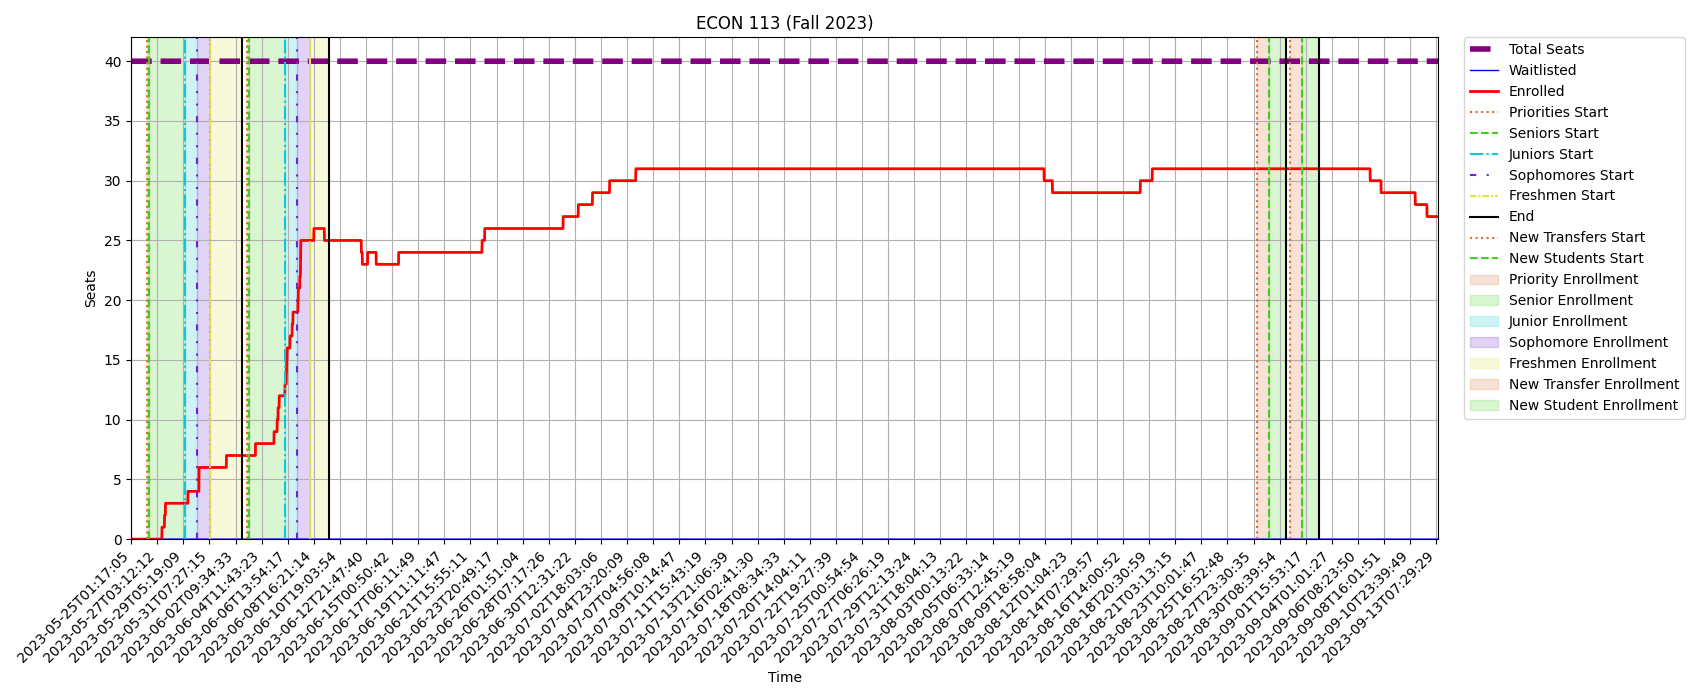 ECON 113 (Fall 2023)
Seats
40
35
30
25
20
15
10
5
0
2023-05-25T01:17:05
2023-05-27T03:12:12
2023-05-29T05:19:09
2023-05-31T07:27:15
2023-06-02T09:34:33
2023-06-04T11:43:23
2023-06-06T13:54:17
2023-06-08T16:21:14
2023-06-10T19:03:54
2023-06-12T21:47:40
2023-06-15T00:50:42
2023-06-17T06:11:49
2023-06-19T11:11:47
2023-06-21T15:55:11
2023-06-23T20:49:17
2023-06-26T01:51:04
2023-06-28T07:17:26
2023-06-30T12:31:22
2023-07-02T18:03:06
2023-07-04T23:20:09
2023-07-07T04:56:08
2023-07-09T10:14:47
2023-07-11T15:43:19
2023-07-13T21:06:39
2023-07-16T02:41:30
2023-07-18T08:34:33
2023-07-20T14:04:11
2023-07-22T19:27:39
2023-07-25T00:54:54
2023-07-27T06:26:19
2023-07-29T12:13:24
2023-07-31T18:04:13
2023-08-03T00:13:22
2023-08-05T06:33:14
2023-08-07T12:45:19
2023-08-09T18:58:04
2023-08-12T01:04:23
2023-08-14T07:29:57
2023-08-16T14:00:52
2023-08-18T20:30:59
2023-08-21T03:13:15
2023-08-23T10:01:47
2023-08-25T16:52:48
2023-08-27T23:30:35
2023-08-30T08:39:54
2023-09-01T15:53:17
2023-09-04T01:01:27
2023-09-06T08:23:50
2023-09-08T16:01:51
2023-09-10T23:39:49
2023-09-13T07:29:29
Time
Total Seats
Waitlisted
Enrolled
Priorities Start
Seniors Start
Juniors Start
Sophomores Start
Freshmen Start
End
New Transfers Start
New Students Start
Priority Enrollment
Senior Enrollment
Junior Enrollment
Sophomore Enrollment
Freshmen Enrollment
New Transfer Enrollment
New Student Enrollment